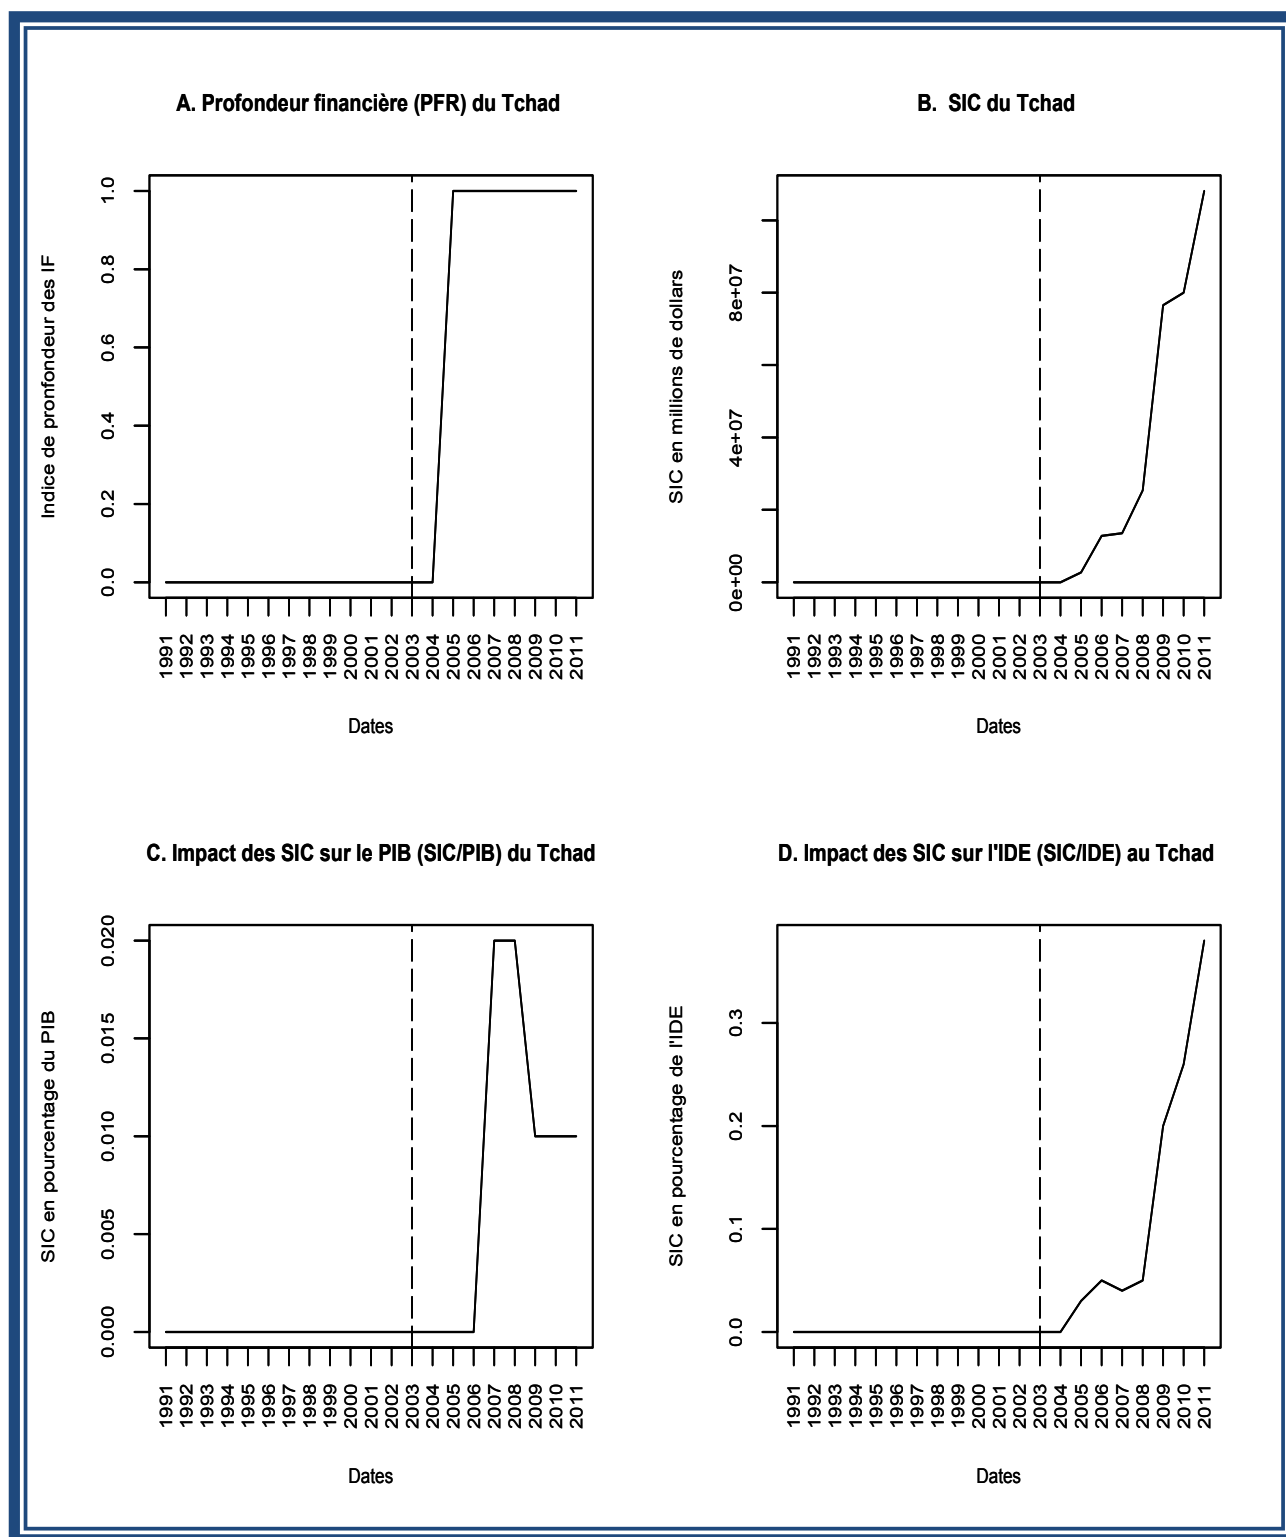 A. Profondeur financière (PFR) du Tchad
Indice de pronfondeur des IF
1.0
0.8
0.6
0.4
0.2
0.0
1991 1992 1993 1994 1995 1996 1997 1998 1999 2000 2001 2002 2003 2004 2005 2006 2007 2008 2009 2010 2011
Dates
B. SIC du Tchad
SIC en millions de dollars
8e+07
4e+07
0e+00
1991 1992 1993 1994 1995 1996 1997 1998 1999 2000 2001 2002 2003 2004 2005 2006 2007 2008 2009 2010 2011
Dates
C. Impact des SIC sur le PIB (SIC/PIB) du Tchad
SIC en pourcentage du PIB
0.020
0.015
0.010
0.005
0.000
1991 1992 1993 1994 1995 1996 1997 1998 1999 2000 2001 2002 2003 2004 2005 2006 2007 2008 2009 2010 2011
Dates
D. Impact des SIC sur l'IDE (SIC/IDE) au Tchad
SIC en pourcentage de l'IDE
0.3
0.2
0.1
0.0
1991 1992 1993 1994 1995 1996 1997 1998 1999 2000 2001 2002 2003 2004 2005 2006 2007 2008 2009 2010 2011
Dates